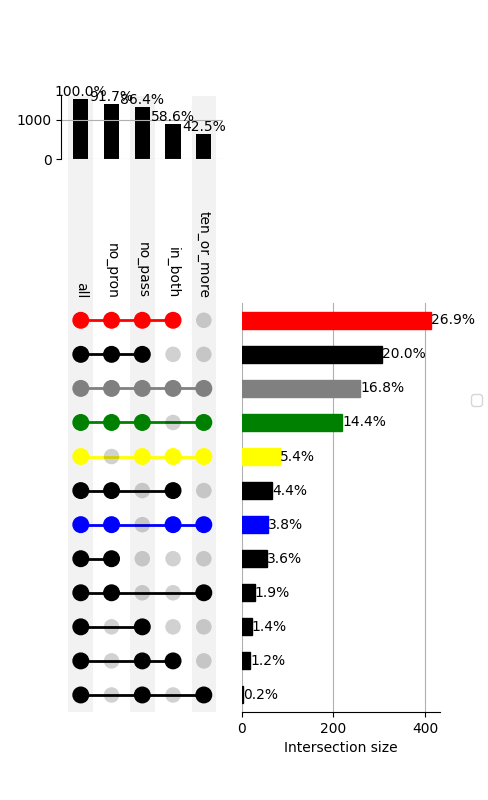 100.0%
91.7%
86.4%
58.6%
42.5%
1000
0
all
no_pron
no_pass
in_both
ten_or_more
26.9%
20.0%
16.8%
14.4%
5.4%
4.4%
3.8%
3.6%
1.9%
1.4%
1.2%
0.2%
0 200 400
Intersection size